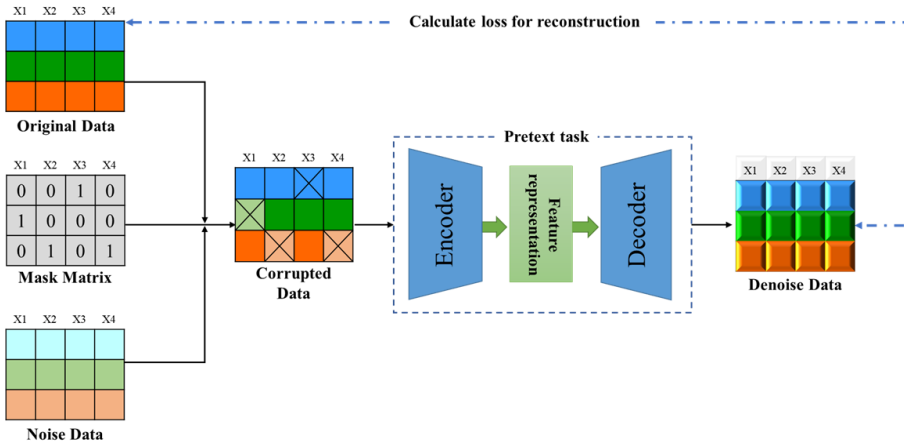 X1 X2 X3 X4
Calculate loss for reconstruction
Original Data
Pretext task
X1 X2 X3 X4
0 0 1 0
1 0 0 0
0 1 0 1
Mask Matrix
X1 X2 X3 X4
Corrupted
Data
Encoder
Feature
representation
Decoder
X1 X2 X3 X4
Denoise Data
X1 X2 X3 X4
Noise Data